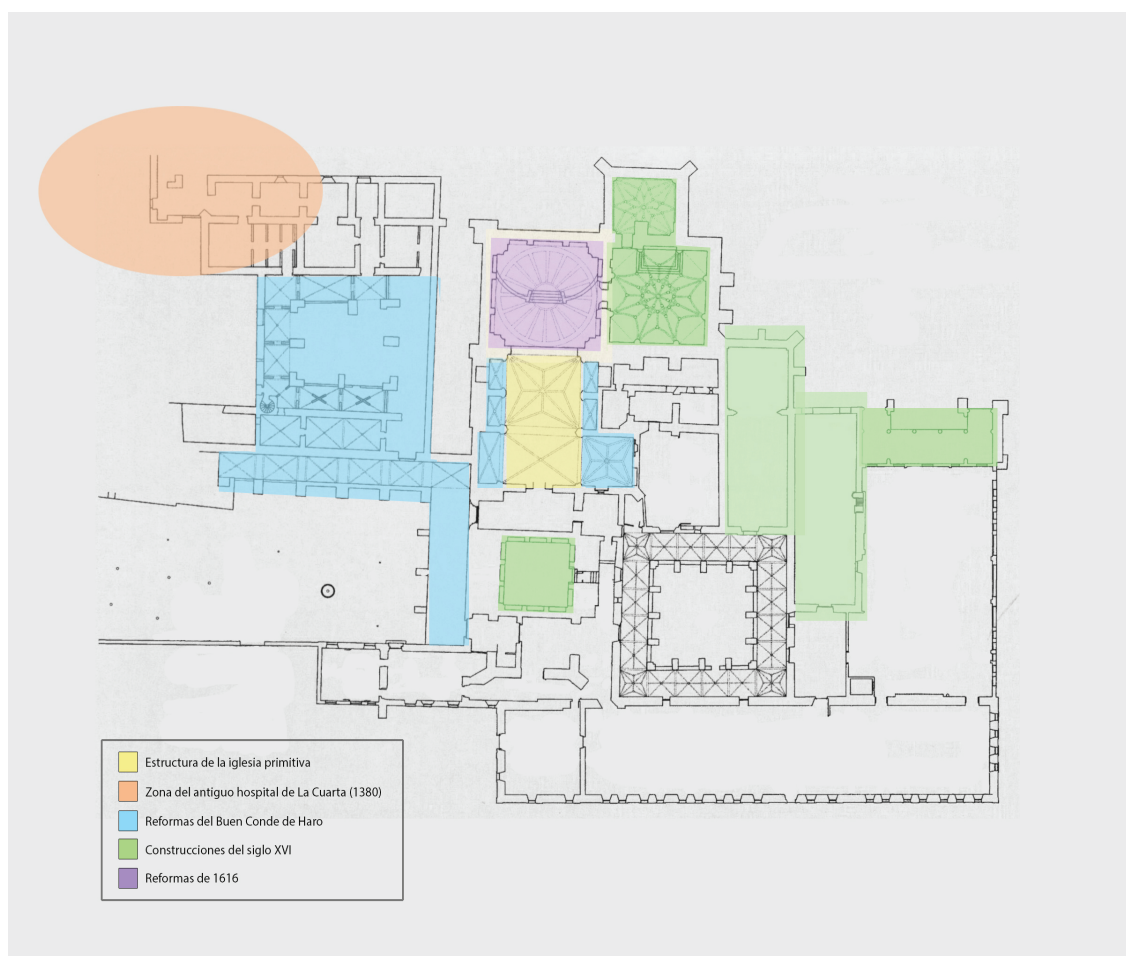 Estructura de la iglesia primitiva
Zona del antiguo hospital de La Cuarta (1380)
Reformas del Buen Conde de Haro
Construcciones del siglo XVI
Reformas de 1616